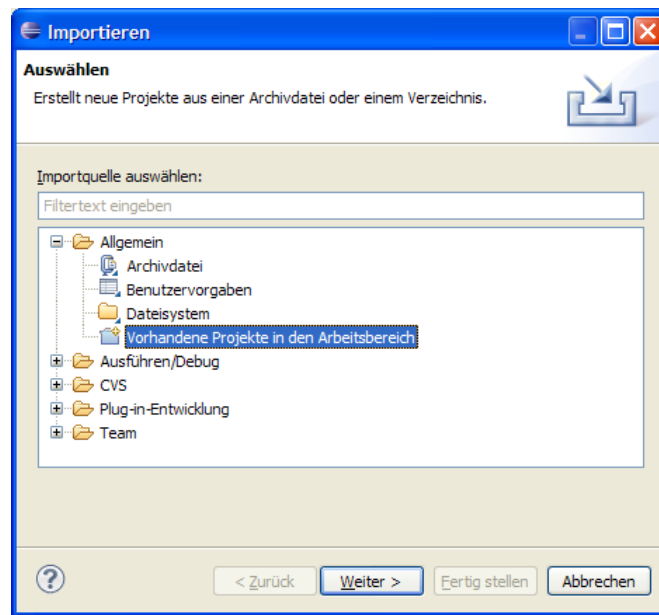 Importieren
Auswählen
Erstellt neue Projekte aus einer Archivdatei oder einem Verzeichnis.
Importquelle auswählen:
Filtertext eingeben
Allgemein
Archivdatei
Benutzervorgaben
Dateisystem
Vorhandene Projekte in den Arbeitsbereich
Ausführen/Debug
CVS
Plug-in-Entwicklung
Team
? < Zurück Weiter > Fertig stellen Abbrechen